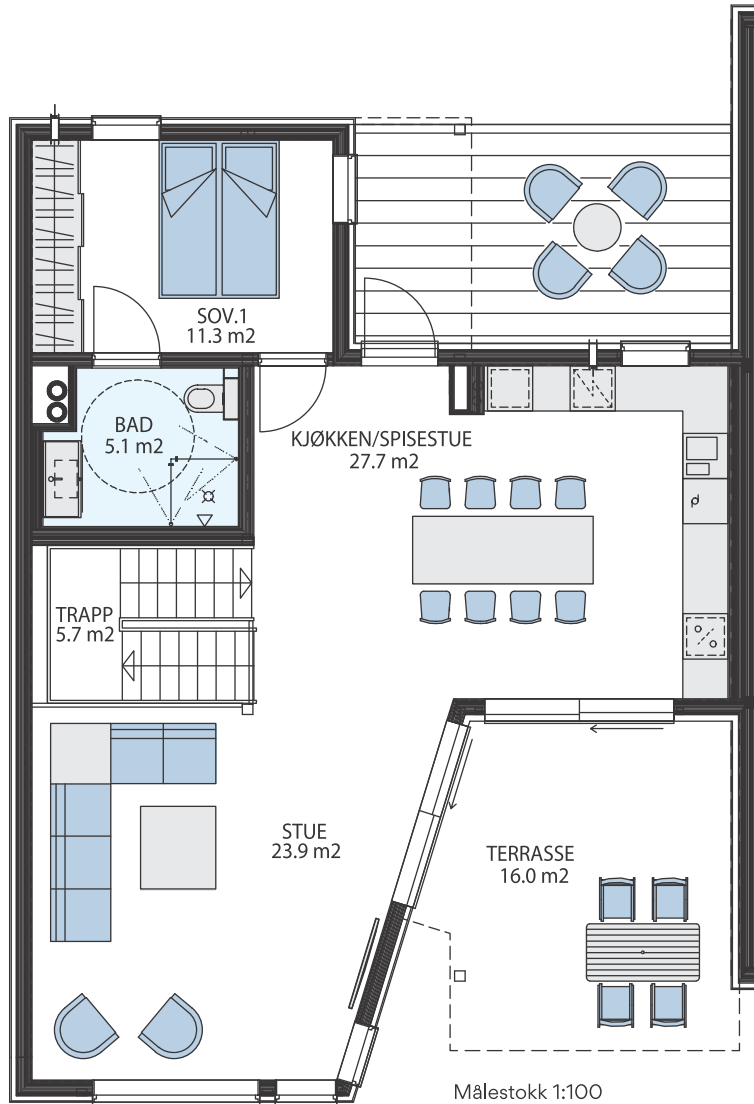 SOV.1
11.3 m2
BAD
5.1 m2
KJØKKEN/SPISESTUE
27.7 m2
TRAPP
5.7 m2
STUE
23.9 m2
TERRASSE
16.0 m2
Målestokk 1:100